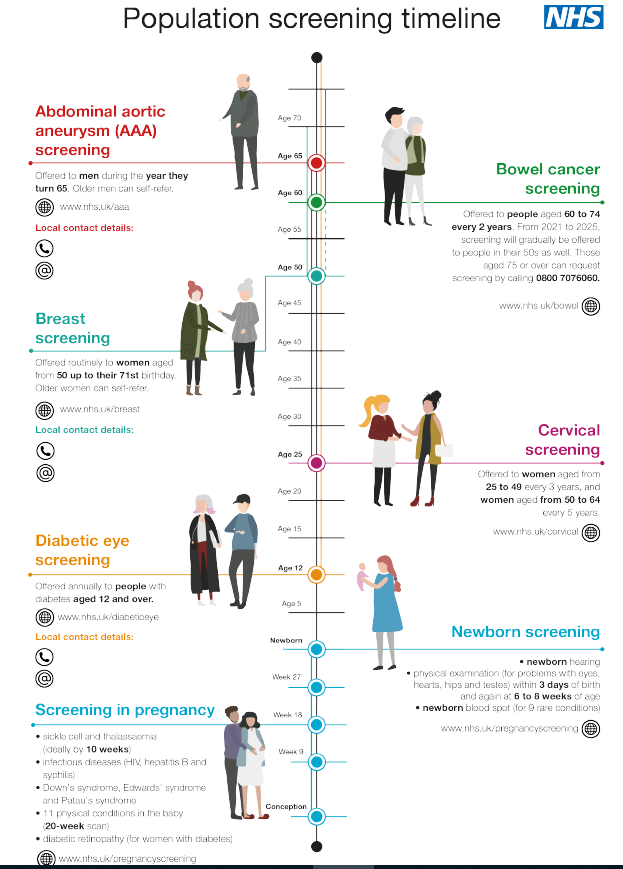 Population screening timeline
NHS
Abdominal aortic
aneurysm (AAA)
screening
Offered to men during the year they
turn 65. Older men can self-refer.
www.nhs.uk/aaa
Local contact details:
@
Breast
screening
Offered routinely to women aged
from 50 up to their 71st birthday.
Older women can self-refer.
www.nhs.uk/breast
Local contact details:
@
Diabetic eye
screening
Offered annually to people with
diabetes aged 12 and over.
www.nhs.uk/diabeticeye
Local contact details:
@
Screening in pregnancy
• sickle cell and thalassaemia
(ideally by 10 weeks)
• infectious diseases (HIV, hepatitis B and
syphilis)
• Down's syndrome, Edwards' syndrome
and Patau's syndrome
• 11 physical conditions in the baby
(20-week scan)
• diabetic retinopathy (for women with diabetes)
www.nhs.uk/pregnancyscreening
Age 70
Age 65
Age 60
Age 55
Age 50
Age 45
Age 40
Age 35
Age 30
Age 25
Age 20
Age 15
Age 12
Age 5
Newborn
Week 27
Week 18
Week 9
Conception
Bowel cancer
screening
Offered to people aged 60 to 74
every 2 years. From 2021 to 2025,
screening will gradually be offered
to people in their 50s as well. Those
aged 75 or over can request
screening by calling 0800 7076060.
www.nhs.uk/bowel
Cervical
screening
Offered to women aged from
25 to 49 every 3 years, and
women aged from 50 to 64
every 5 years.
www.nhs.uk/cervical
Newborn screening
• newborn hearing
• physical examination (for problems with eyes,
hearts, hips and testes) within 3 days of birth
and again at 6 to 8 weeks of age
• newborn blood spot (for 9 rare conditions)
www.nhs.uk/pregnancyscreening